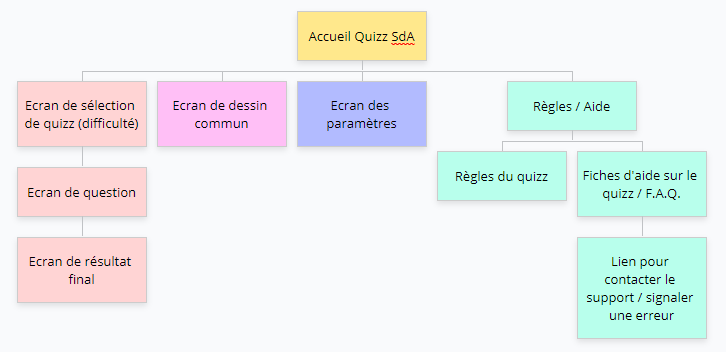 Accueil Quizz SdA
Ecran de sélection
de quizz (difficulté)
Ecran de dessin
commun
Ecran des
paramètres
Règles / Aide
Ecran de question
Règles du quizz
Fiches d'aide sur le
quizz / F.A.Q.
Ecran de résultat
final
Lien pour
contacter le
support / signaler
une erreur